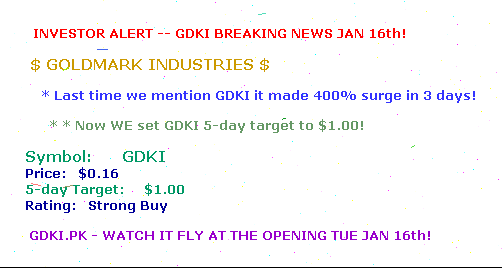 INVESTOR ALERT -- GDKI BREAKING NEWS JAN 16th!
$ GOLDMARK INDUSTRIES $
* Last time we mention GDKI it made 400% surge in 3 days!
* * Now WE set GDKI 5-day target to $1.00!
Symbol: GDKI
Price: $0.16
5-day Target: $1.00
Rating: Strong Buy
GDKI.PK - WATCH IT FLY AT THE OPENING TUE JAN 16th!